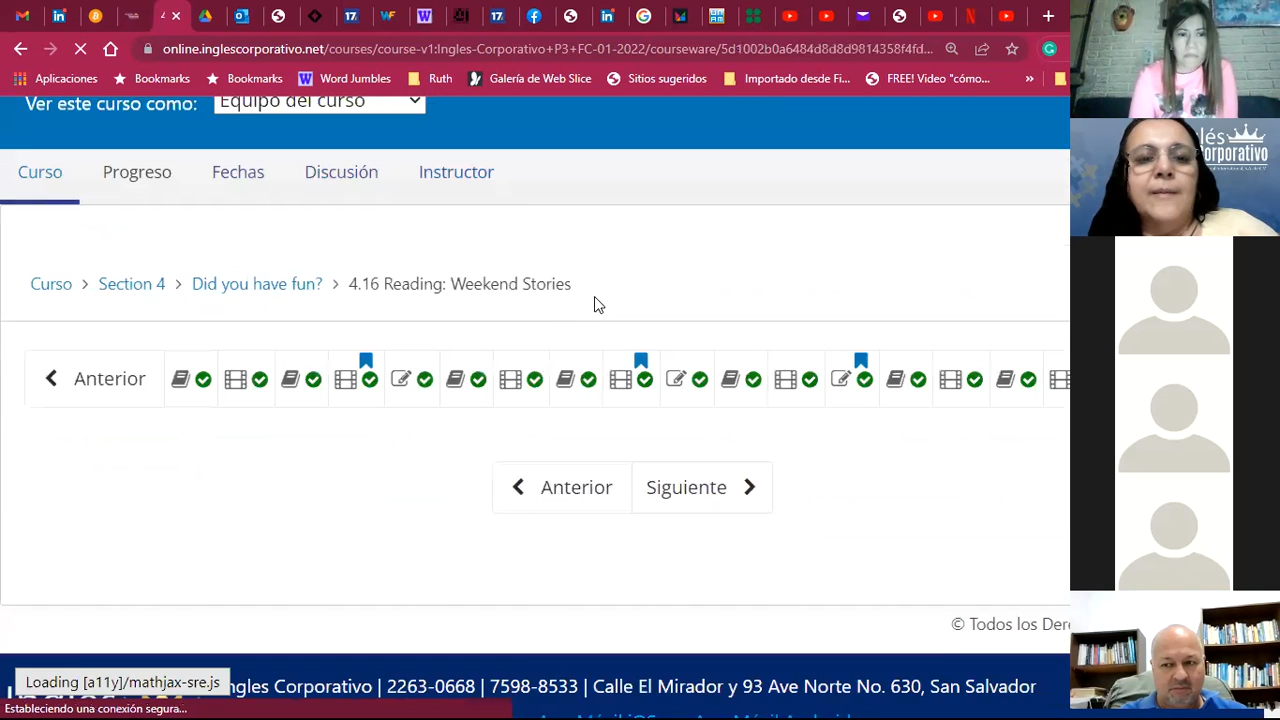 online.inglescorporativo.net/courses/course-v1:Ingles-Corporativo+P3+FC-01-2022/courseware/5d1002b0a6484d8d8d9814358f4fd...
Aplicaciones Bookmarks Bookmarks Word Jumbles Ruth Galería de Web Slice Sitios sugeridos Importado desde Fi... FREE! Video "cómo... »
Ver este curso como: Equipo del curso
Curso Progreso Fechas Discusión Instructor
Curso > Section 4 > Did you have fun? > 4.16 Reading: Weekend Stories
Anterior
Anterior Siguiente
© Todos los Dere
Loading [a11y]/mathjax-sre.js
Ingles Corporativo | 2263-0668 | 7598-8533 | Calle El Mirador y 93 Ave Norte No. 630, San Salvador
Estableciendo una conexión segura...
glés
Corporativo